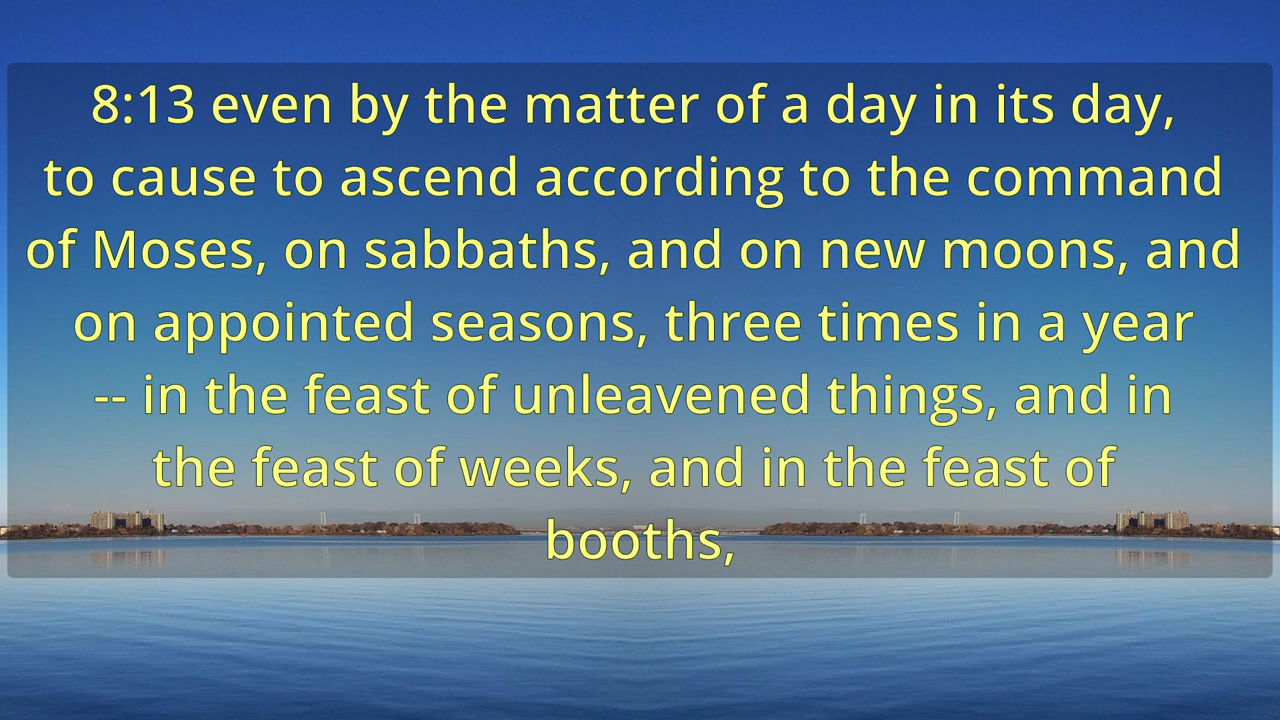 8:13 even by the matter of a day in its day,
to cause to ascend according to the command
of Moses, on sabbaths, and on new moons, and
on appointed seasons, three times in a year
-- in the feast of unleavened things, and in
the feast of weeks, and in the feast of
booths,